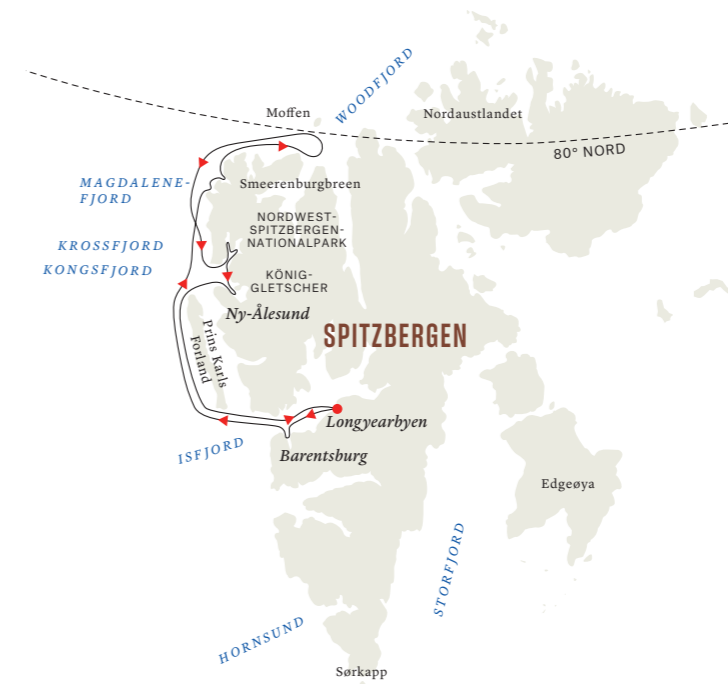 WOODFJORD
Moffen
Nordaustlandet
80° NORD
MAGDALENE-
FJORD
Smeerenburgbreen
NORDWEST-
SPITZBERGEN-
NATIONALPARK
KROSSFJORD
KONGSFJORD
KÖNIG-
GLETSCHER
Ny-Ålesund
SPITZBERGEN
Prins Karls
Forland
Longyearbyen
ISFJORD
Barentsburg
Edgeøya
STORFJORD
HORNSUND
Sørkapp